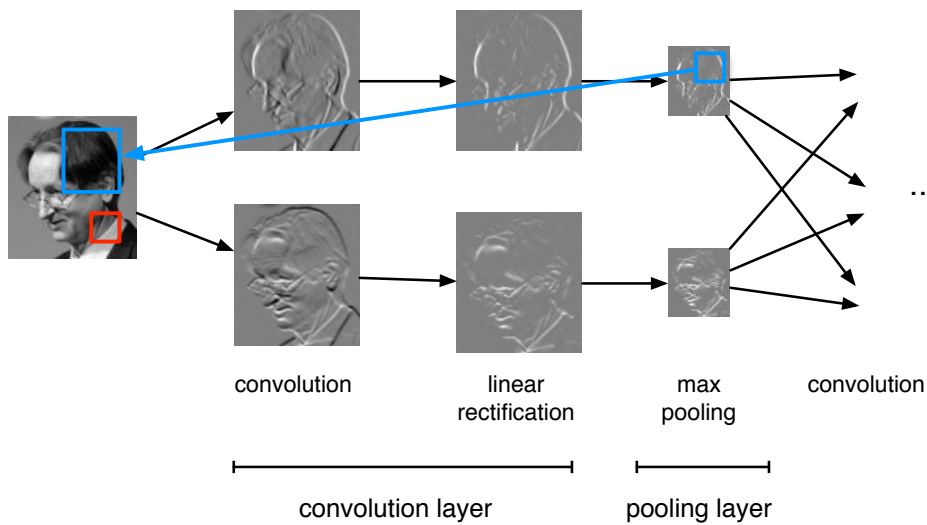 convolution
linear
rectification
max
pooling
convolution
convolution layer
pooling layer
..